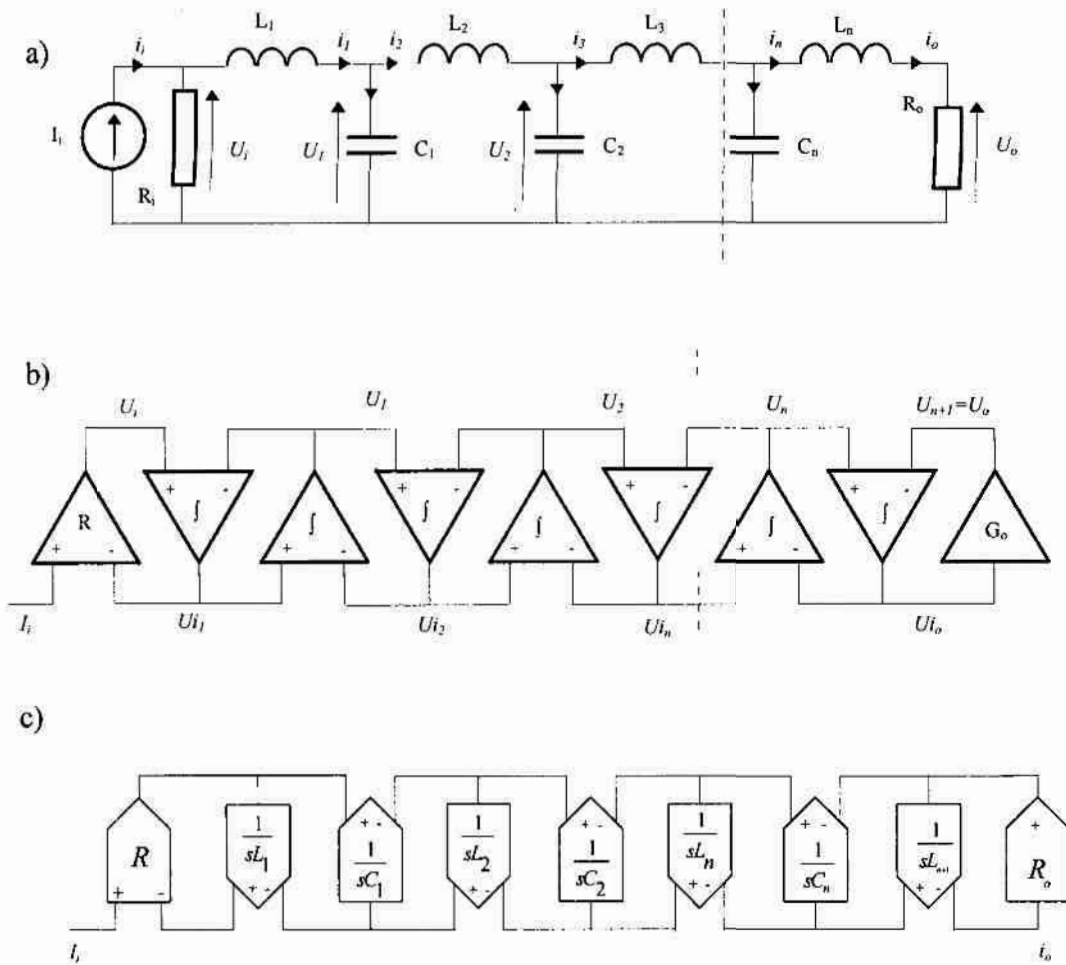 a)
i_i L_1 i_1 i_2 L_2 i_3 L_3 i_n L_n i_o
I_i R_i U_i U_1 C_1 U_2 C_2 C_n R_o U_o
b)
U_i U_1 U_2 U_n U_{n+1}=U_o
+ - + - + - + -
R ∫ ∫ ∫ ∫ ∫ ∫ ∫ G_o
+ - + - + - + -
I_i Ui_1 Ui_2 Ui_n Ui_o
c)
+ - + - + - +
R 1/sL_1 1/sC_1 1/sL_2 1/sC_2 1/sL_n 1/sC_n 1/sL_{n+1} R_o
+ - + - + - + - + -
I_i i_o